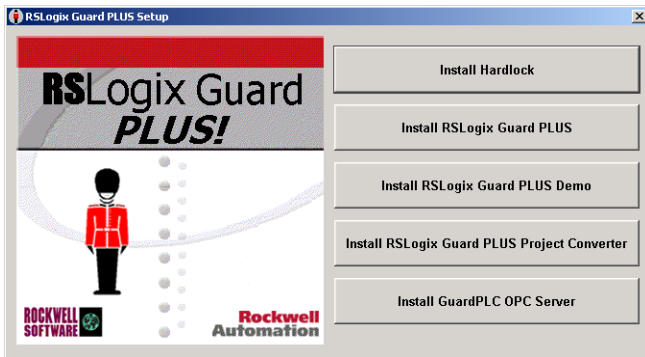 RSLogix Guard PLUS Setup
RSLogix Guard
PLUS!
ROCKWELL
SOFTWARE
Rockwell
Automation
Install Hardlock
Install RSLogix Guard PLUS
Install RSLogix Guard PLUS Demo
Install RSLogix Guard PLUS Project Converter
Install GuardPLC OPC Server